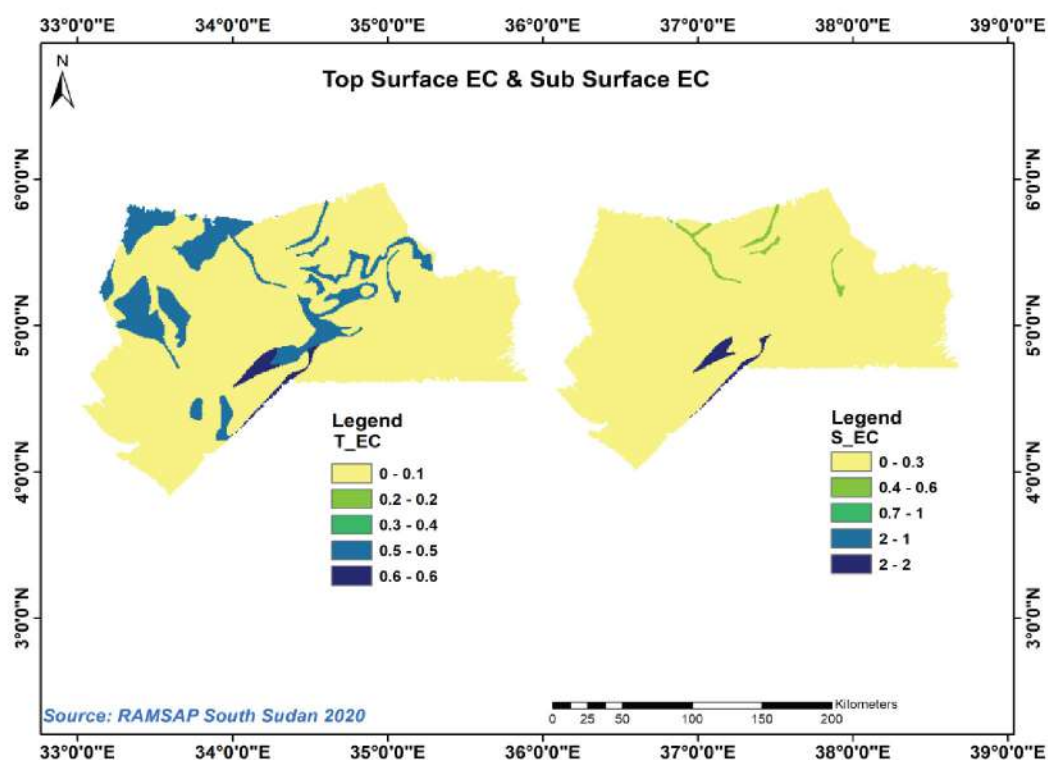 33°0'0"E 34°0'0"E 35°0'0"E 36°0'0"E 37°0'0"E 38°0'0"E 39°0'0"E
N
Top Surface EC & Sub Surface EC
6°0'0"N 6°0'0"N
5°0'0"N 5°0'0"N
4°0'0"N 4°0'0"N
3°0'0"N 3°0'0"N
Legend
T_EC
0 - 0.1
0.2 - 0.2
0.3 - 0.4
0.5 - 0.5
0.6 - 0.6
Legend
S_EC
0 - 0.3
0.4 - 0.6
0.7 - 1
2 - 1
2 - 2
Source: RAMSAP South Sudan 2020
Kilometers
0 25 50 100 150 200
33°0'0"E 34°0'0"E 35°0'0"E 36°0'0"E 37°0'0"E 38°0'0"E 39°0'0"E